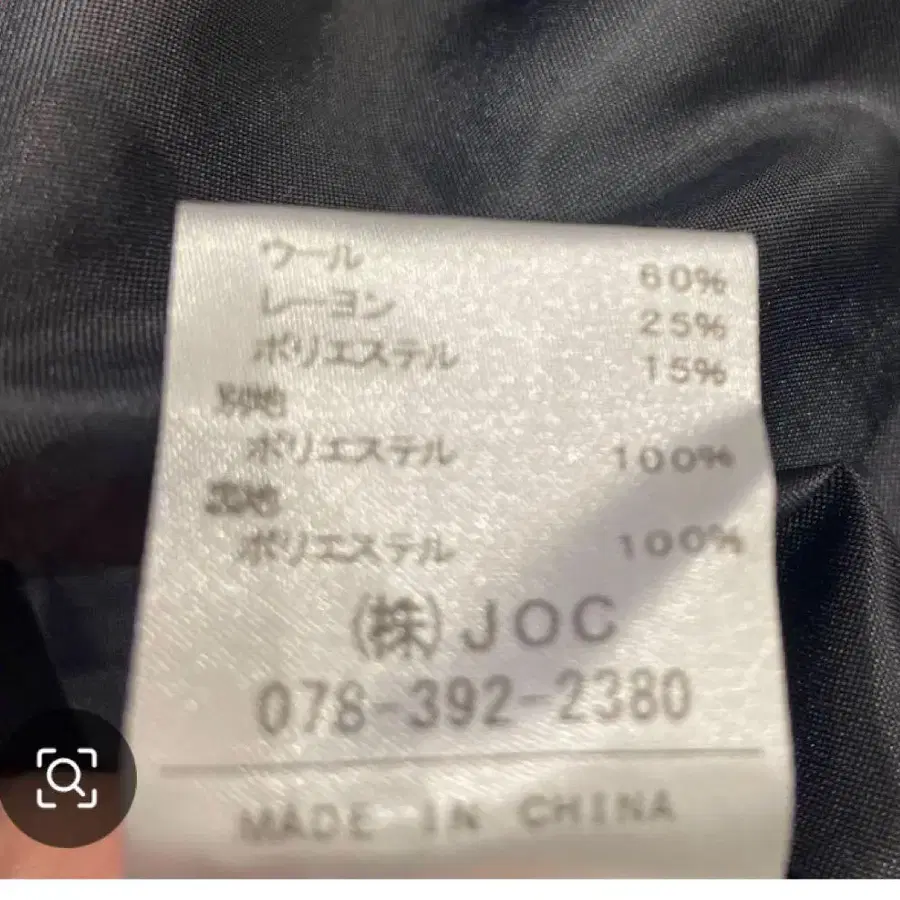 ウール 60%
レーヨン 25%
ポリエステル 15%
別地
ポリエステル 100%
裏地
ポリエステル 100%
(株)JOC
078-392-2380
MADE IN CHINA